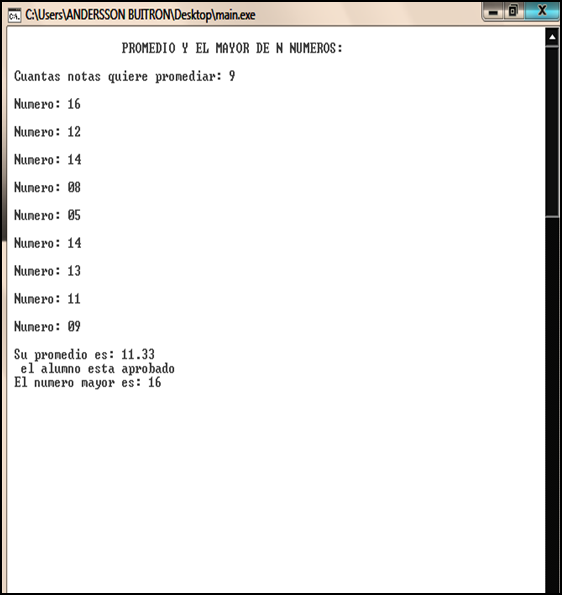 C:\Users\ANDERSSON BUITRON\Desktop\main.exe
PROMEDIO Y EL MAYOR DE N NUMEROS:
Cuantas notas quiere promediar: 9
Numero: 16
Numero: 12
Numero: 14
Numero: 08
Numero: 05
Numero: 14
Numero: 13
Numero: 11
Numero: 09
Su promedio es: 11.33
el alumno esta aprobado
El numero mayor es: 16